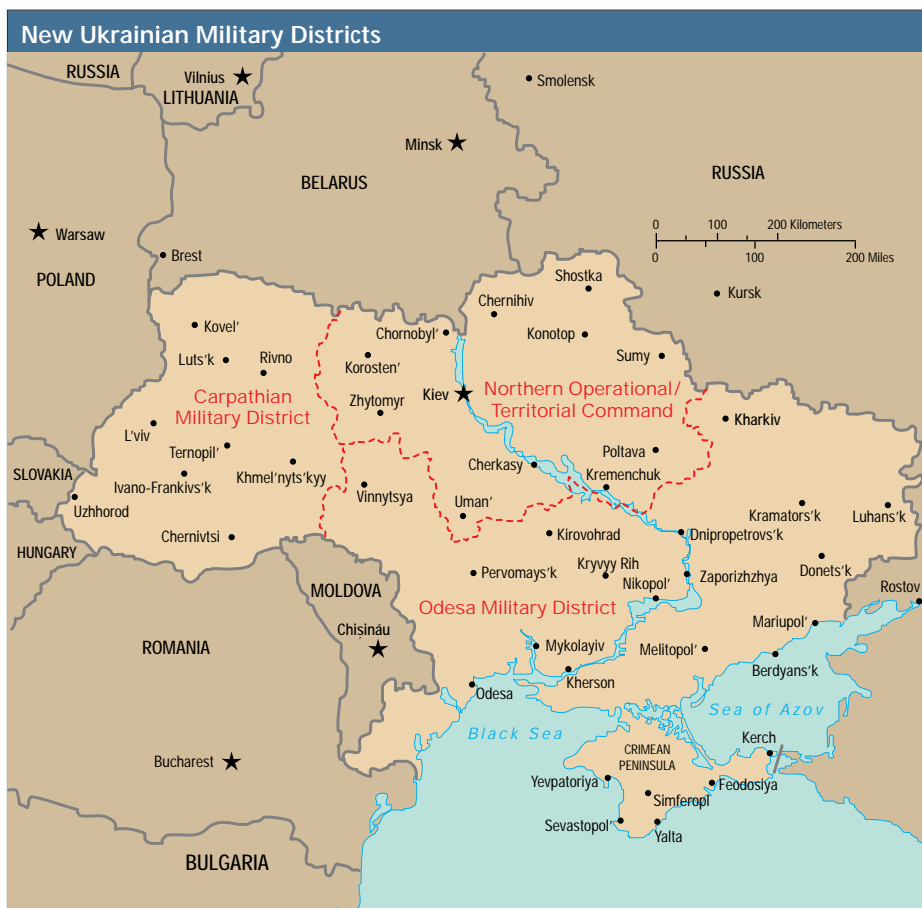 New Ukrainian Military Districts
RUSSIA
Vilnius
LITHUANIA
Smolensk
Minsk
BELARUS
RUSSIA
0 100 200 Kilometers
0 100 200 Miles
Warsaw
POLAND
Brest
Kursk
Shostka
Chernihiv
Kovel'
Chornobyl'
Konotop
Luts'k
Rivno
Korosten'
Sumy
Carpathian
Military District
Zhytomyr
Kiev
Northern Operational/
Territorial Command
Kharkiv
L'viv
Ternopil'
Poltava
SLOVAKIA
Ivano-Frankivs'k
Khmel'nyts'kyy
Cherkasy
Kremenchuk
Uzhhorod
Vinnytsya
Uman'
Kramators'k
Luhans'k
Chernivtsi
Kirovohrad
Dnipropetrovs'k
HUNGARY
MOLDOVA
Pervomays'k
Kryvyy Rih
Nikopol'
Zaporizhzhya
Donets'k
Rostov
Odesa Military District
ROMANIA
Chişinău
Mykolayiv
Melitopol'
Mariupol'
Berdyans'k
Odesa
Kherson
Black Sea
Sea of Azov
Bucharest
CRIMEAN
PENINSULA
Kerch
Yevpatoriya
Feodosiya
Simferopl
Sevastopol'
Yalta
BULGARIA